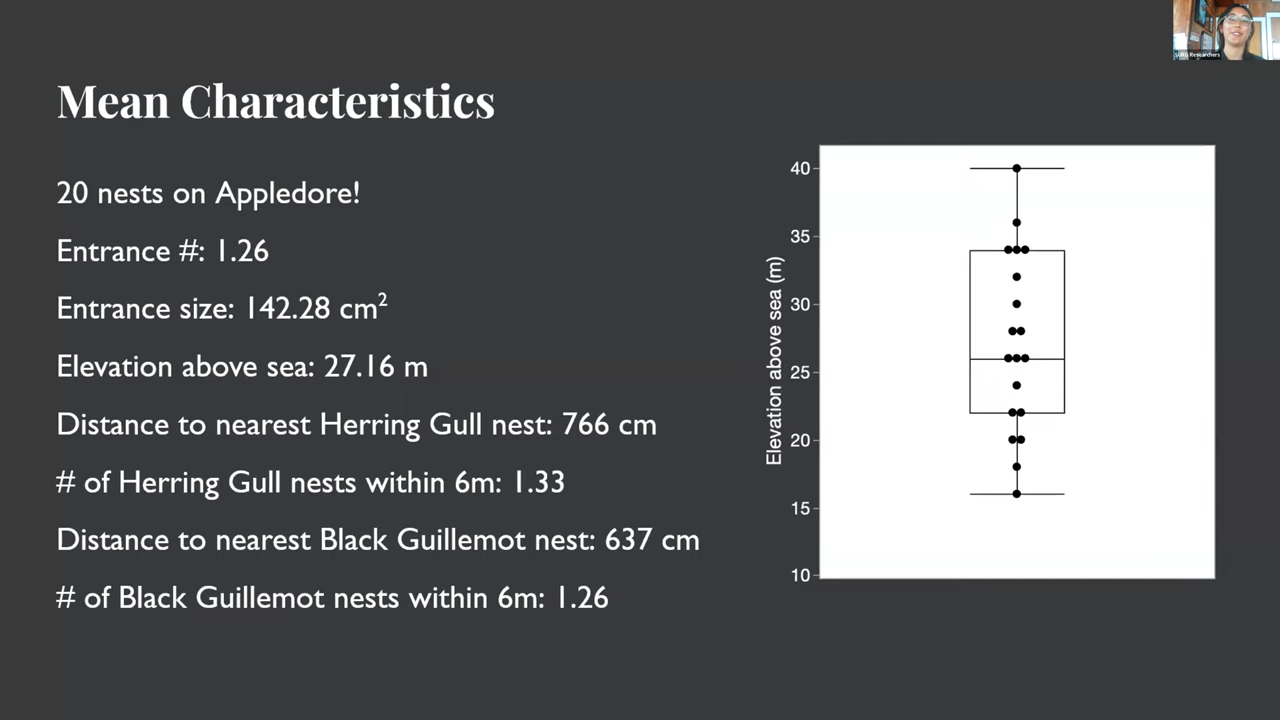 SURG Researchers
Mean Characteristics
20 nests on Appledore!
Entrance #: 1.26
Entrance size: 142.28 cm²
Elevation above sea: 27.16 m
Distance to nearest Herring Gull nest: 766 cm
# of Herring Gull nests within 6m: 1.33
Distance to nearest Black Guillemot nest: 637 cm
# of Black Guillemot nests within 6m: 1.26
Elevation above sea (m)
40
35
30
25
20
15
10